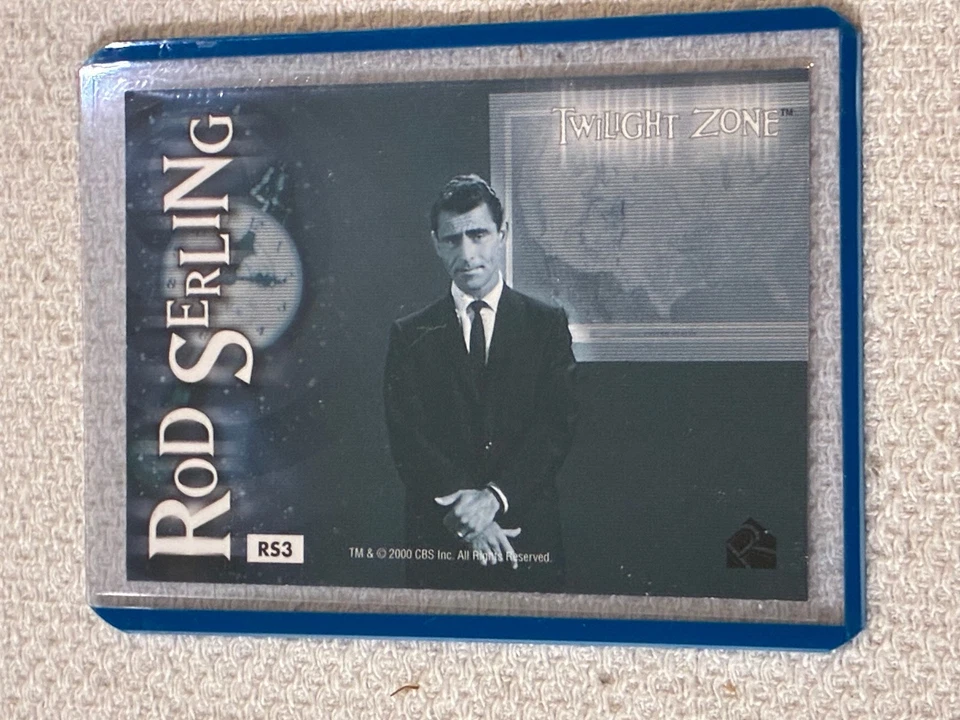 ROD SERLING
TWILIGHT ZONE™
RS3
TM & © 2000 CBS Inc. All Rights Reserved.